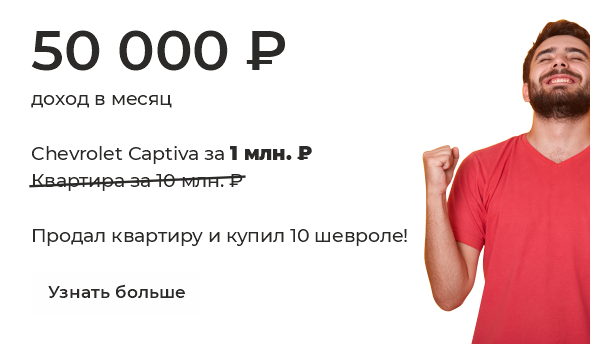 50 000 ₽
доход в месяц
Chevrolet Captiva за 1 млн. ₽
Квартира за 10 млн. ₽
Продал квартиру и купил 10 шевроле!
Узнать больше